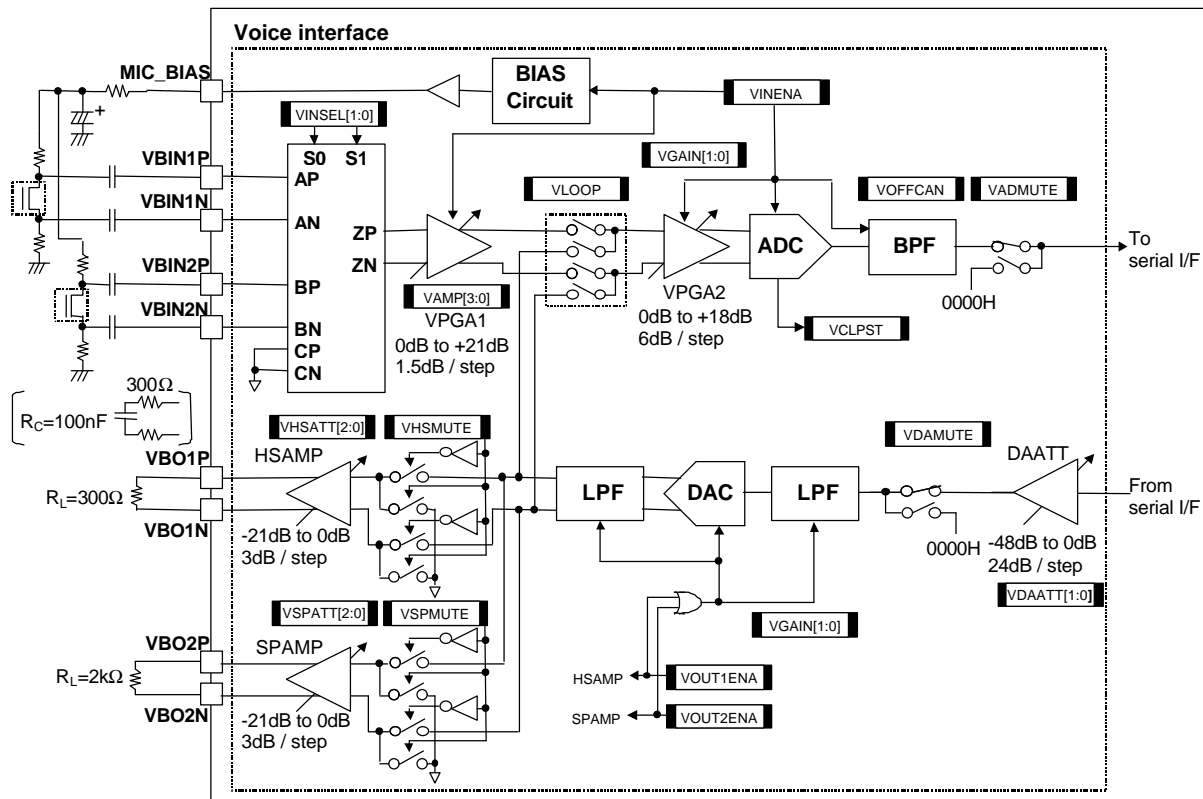 Voice interface
MIC_BIAS
BIAS
Circuit
VINENA
VINSEL[1:0]
S0 S1
VBIN1P
AP
VBIN1N
AN
ZP
ZN
VBIN2P
BP
VBIN2N
BN
CP
CN
VAMP[3:0]
VPGA1
0dB to +21dB
1.5dB / step
VLOOP
VGAIN[1:0]
VPGA2
0dB to +18dB
6dB / step
ADC
VCLPST
VOFFCAN
BPF
VADMUTE
0000H
To
serial I/F
300Ω
RC=100nF
VBO1P
RL=300Ω
VBO1N
VHSATT[2:0]
HSAMP
-21dB to 0dB
3dB / step
VHSMUTE
LPF
DAC
LPF
VDAMUTE
0000H
DAATT
-48dB to 0dB
24dB / step
VDAATT[1:0]
From
serial I/F
VGAIN[1:0]
VSPATT[2:0]
VSPMUTE
VBO2P
RL=2kΩ
VBO2N
SPAMP
-21dB to 0dB
3dB / step
HSAMP
VOUT1ENA
SPAMP
VOUT2ENA